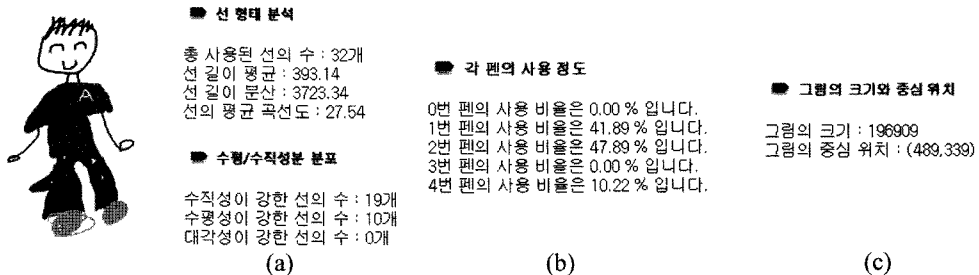 선 형태 분석
총 사용된 선의 수 : 32개
선 길이 평균 : 393.14
선 길이 분산 : 3723.34
선의 평균 곡선도 : 27.54
수평/수직성분 분포
수직성이 강한 선의 수 : 19개
수평성이 강한 선의 수 : 10개
대각성이 강한 선의 수 : 0개
(a)
각 펜의 사용 정도
0번 펜의 사용 비율은 0.00 % 입니다.
1번 펜의 사용 비율은 41.89 % 입니다.
2번 펜의 사용 비율은 47.89 % 입니다.
3번 펜의 사용 비율은 0.00 % 입니다.
4번 펜의 사용 비율은 10.22 % 입니다.
(b)
그림의 크기와 중심 위치
그림의 크기 : 196909
그림의 중심 위치 : (489,339)
(c)
A